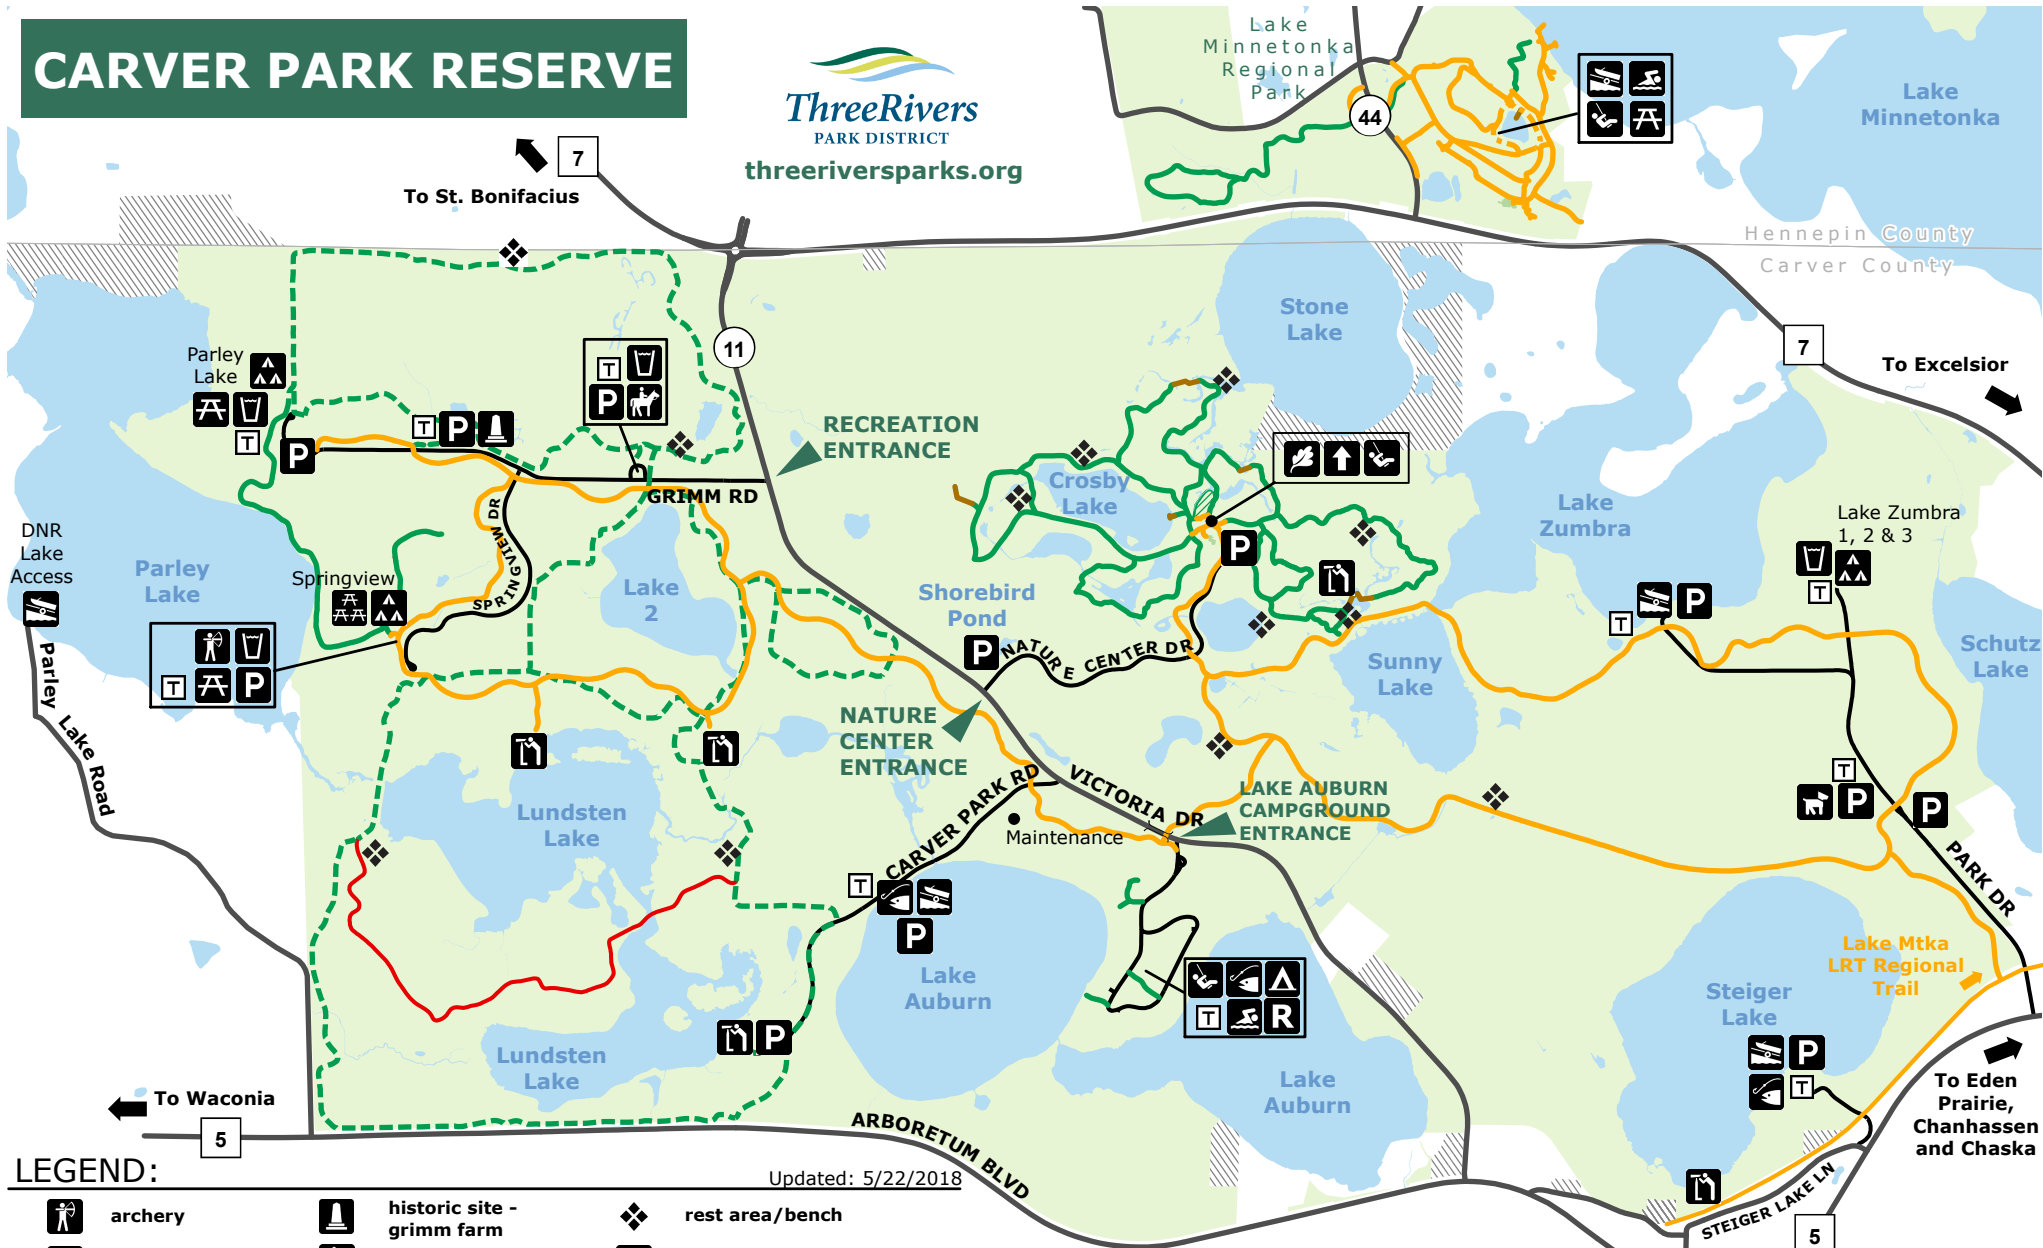 CARVER PARK RESERVE
ThreeRivers
PARK DISTRICT
threeriversparks.org
Lake
Minnetonka
Regional
Park
44
Lake
Minnetonka
7
To St. Bonifacius
Hennepin County
Carver County
Stone
Lake
7
To Excelsior
11
Parley
Lake
T
P
T
P
T
P
RECREATION
ENTRANCE
GRIMM RD
SPRINGVIEW DR
Crosby
Lake
P
Lake
Zumbra
Lake Zumbra
1, 2 & 3
T
DNR
Lake
Access
Parley
Lake
Springview
T
P
Lake
2
Shorebird
Pond
P
NATURE CENTER DR
Sunny
Lake
T
P
Schutz
Lake
Parley Lake Road
NATURE
CENTER
ENTRANCE
VICTORIA DR
LAKE AUBURN
CAMPGROUND
ENTRANCE
CARVER PARK RD
Maintenance
T
P
P
PARK DR
Lundsten
Lake
T
P
Lake
Auburn
T
R
Lake Mtka
LRT Regional
Trail
Steiger
Lake
P
T
P
Lundsten
Lake
Lake
Auburn
To Eden
Prairie,
Chanhassen
and Chaska
To Waconia
5
ARBORETUM BLVD
STEIGER LAKE LN
5
LEGEND:
Updated: 5/22/2018
archery
historic site -
grimm farm
rest area/bench